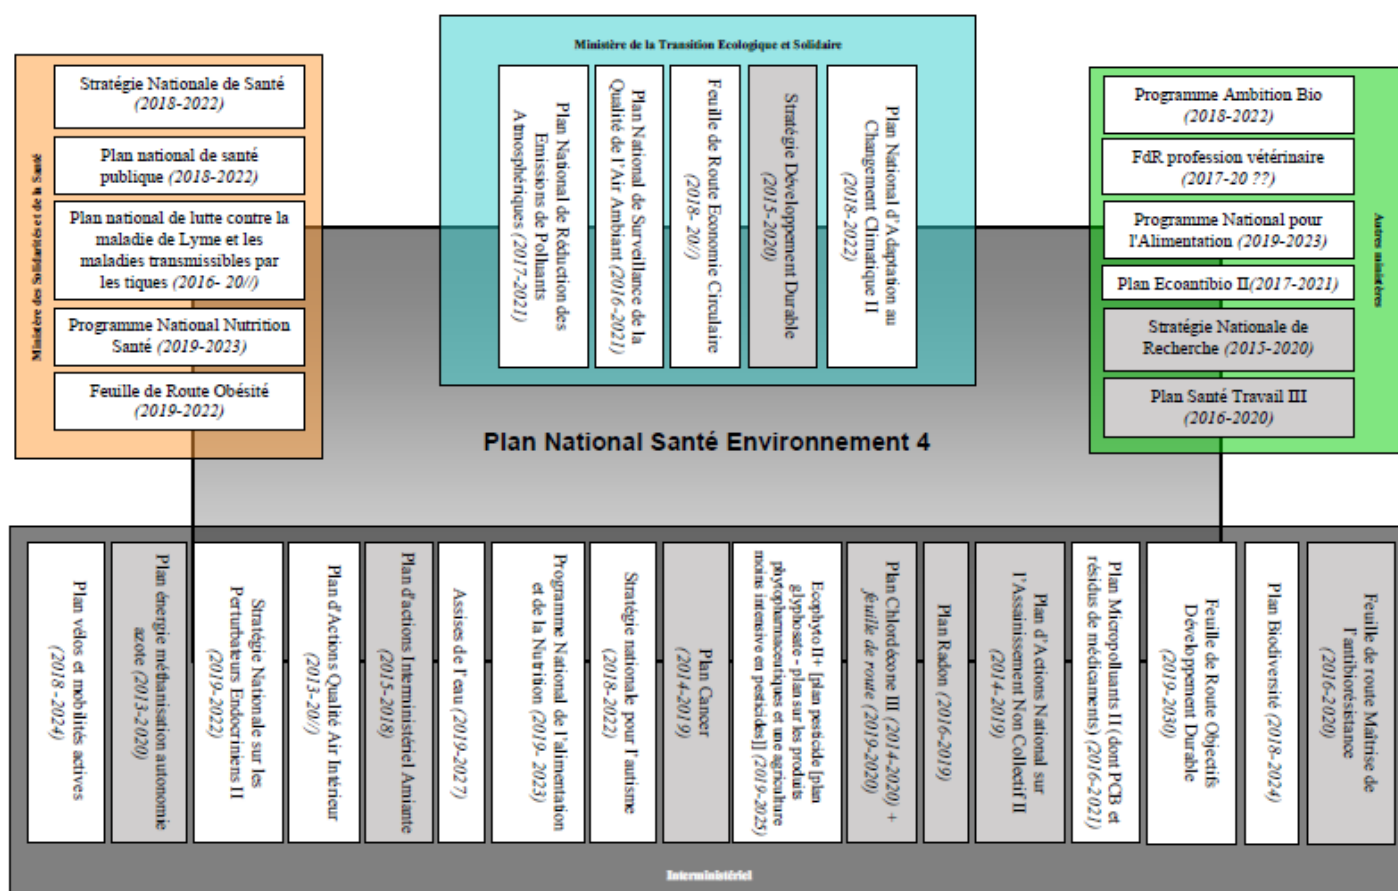 Ministère des Solidarités et de la Santé
Stratégie Nationale de Santé
(2018-2022)
Plan national de santé
publique (2018-2022)
Plan national de lutte contre la
maladie de Lyme et les
maladies transmissibles par
les tiques (2016- 20//)
Programme National Nutrition
Santé (2019-2023)
Feuille de Route Obésité
(2019-2022)
Ministère de la Transition Ecologique et Solidaire
Plan National de Réduction des
Emissions de Polluants
Atmosphériques (2017-2021)
Plan National de Surveillance de la
Qualité de l'Air Ambiant (2016-2021)
Feuille de Route Economie Circulaire
(2018- 20//)
Stratégie Développement Durable
(2015-2020)
Plan National d'Adaptation au
Changement Climatique II
(2018-2022)
Autres ministères
Programme Ambition Bio
(2018-2022)
FdR profession vétérinaire
(2017-20 ??)
Programme National pour
l'Alimentation (2019-2023)
Plan Ecoantibio II(2017-2021)
Stratégie Nationale de
Recherche (2015-2020)
Plan Santé Travail III
(2016-2020)
Plan National Santé Environnement 4
Plan vélos et mobilités actives
(2018 -2024)
Plan énergie méthanisation autonomie
azote (2013-2020)
Stratégie Nationale sur les
Perturbateurs Endocriniens II
(2019-2022)
Plan d'Actions Qualité Air Intérieur
(2013-20//)
Plan d'actions Interministériel Amiante
(2015-2018)
Assises de l'eau (2019-2027)
Programme National de l'alimentation
et de la Nutrition (2019- 2023)
Stratégie nationale pour l'autisme
(2018-2022)
Plan Cancer
(2014-2019)
Ecophyto II+ [plan pesticide [plan
glyphosate - plan sur les produits
phytopharmaceutiques et une agriculture
moins intensive en pesticides]] (2019-2025)
Plan Chlordécone III (2014-2020) +
feuille de route (2019-2020)
Plan Radon (2016-2019)
Plan d'Actions National sur
l'Assainissement Non Collectif II
(2014-2019)
Plan Micropolluants II (dont PCB et
résidus de médicaments) (2016-2021)
Feuille de Route Objectifs
Développement Durable
(2019-2030)
Plan Biodiversité (2018-2024)
Feuille de route Maîtrise de
l'antibiorésistance
(2016-2020)
Interministériel